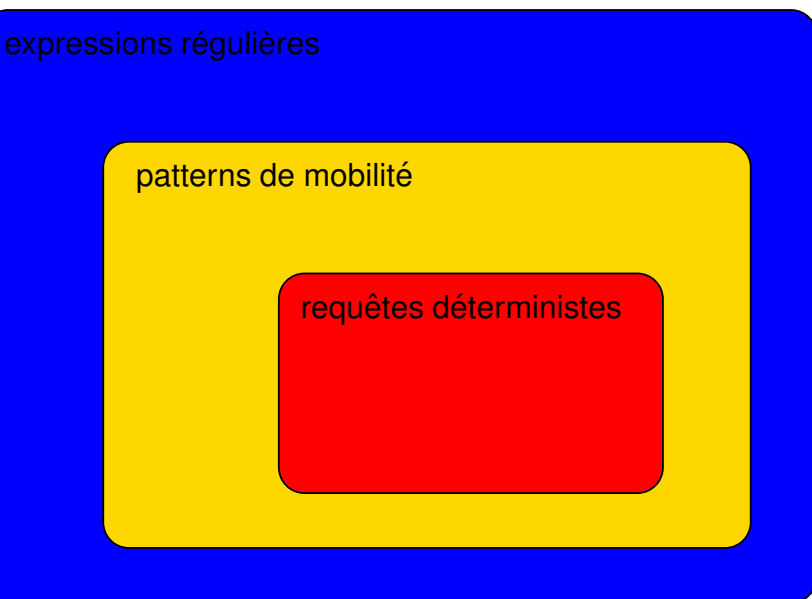 expressions régulières
patterns de mobilité
requêtes déterministes